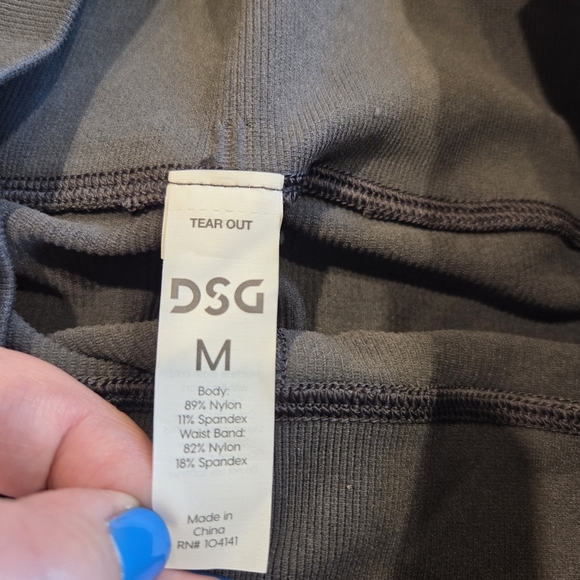 TEAR OUT
DSG
M
Body:
89% Nylon
11% Spandex
Waist Band:
82% Nylon
18% Spandex
Made in
China
RN# 104141